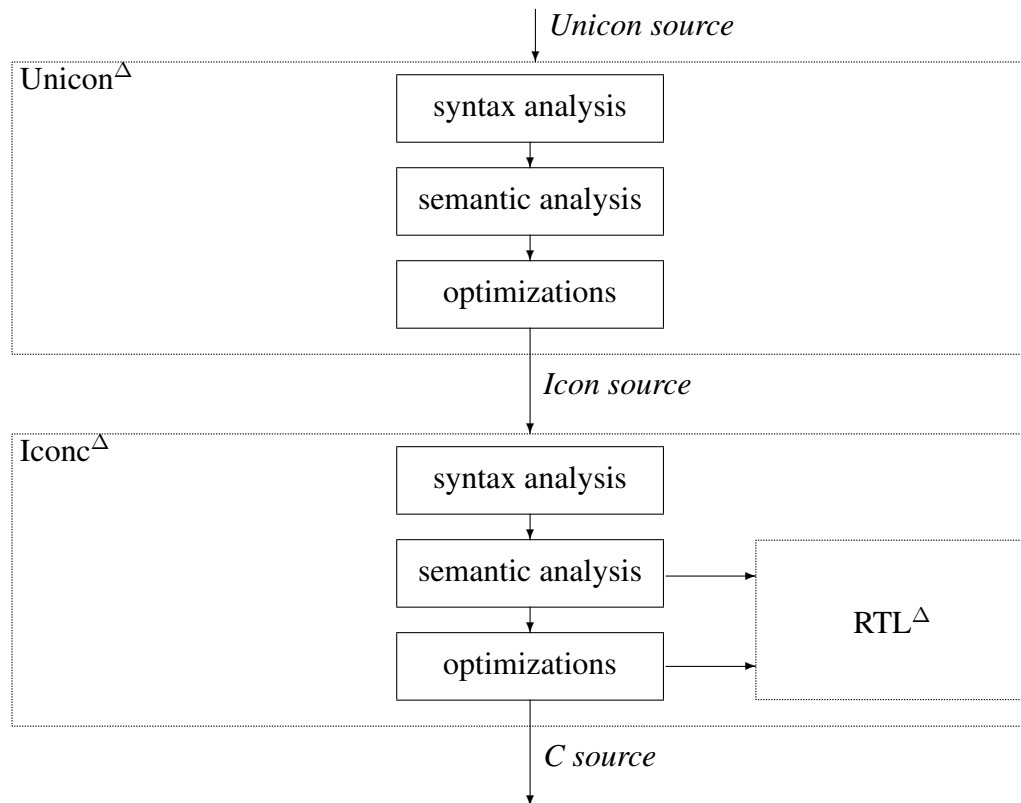 Unicon source
Unicon^Δ
syntax analysis
semantic analysis
optimizations
Icon source
Iconc^Δ
syntax analysis
semantic analysis
RTL^Δ
optimizations
C source